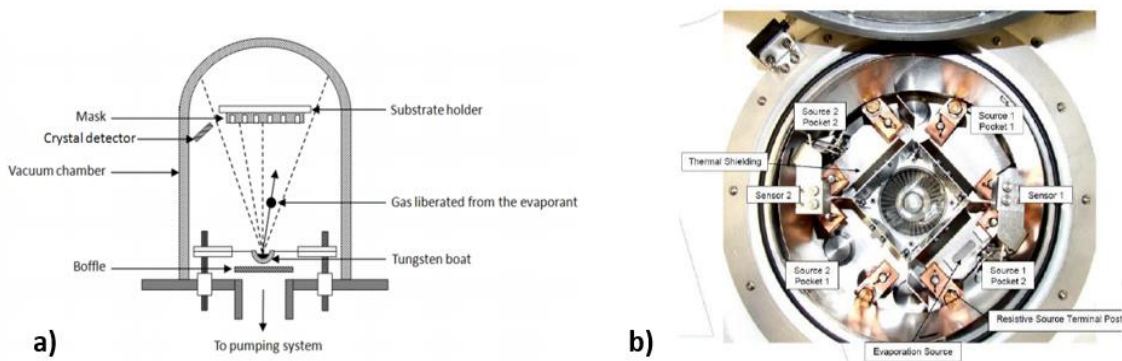 Mask
Crystal detector
Vacuum chamber
Boffle
Substrate holder
Gas liberated from the evaporant
Tungsten boat
To pumping system
a)
Source 2
Pocket 2
Source 1
Pocket 1
Thermal Shielding
Sensor 2
Sensor 1
Source 2
Pocket 1
Source 1
Pocket 2
Resistive Source Terminal Post
Evaporation Source
b)